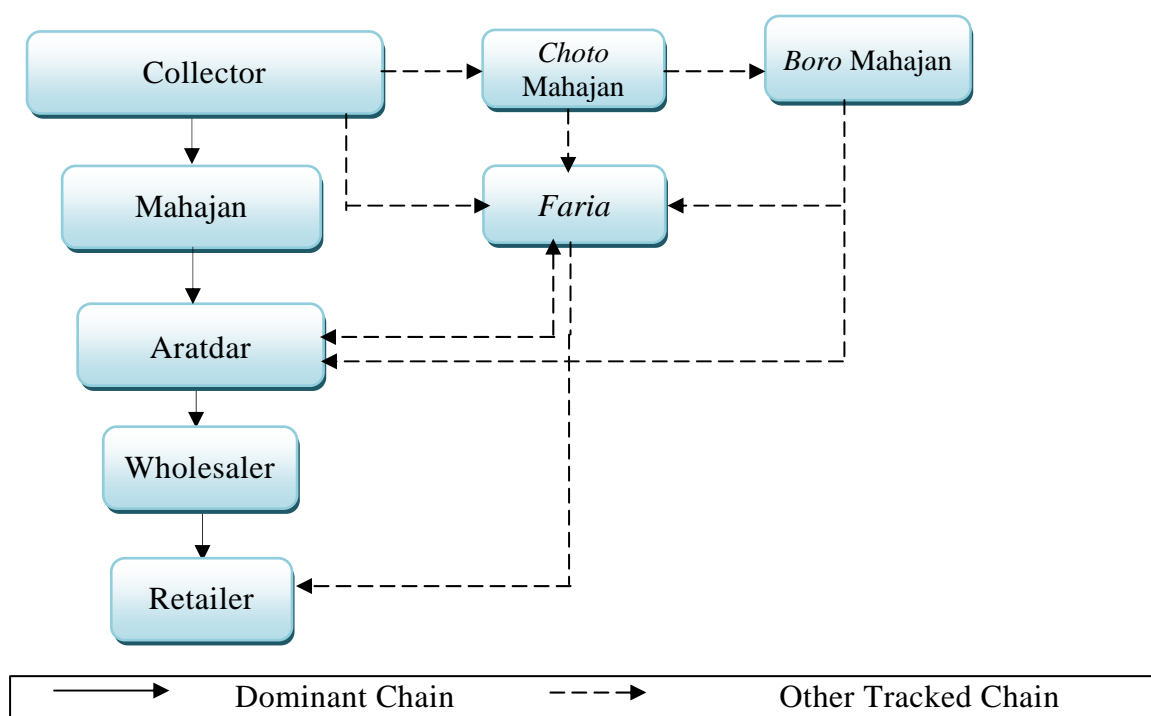 Collector
Choto
Mahajan
Boro Mahajan
Mahajan
Faria
Aratdar
Wholesaler
Retailer
Dominant Chain Other Tracked Chain